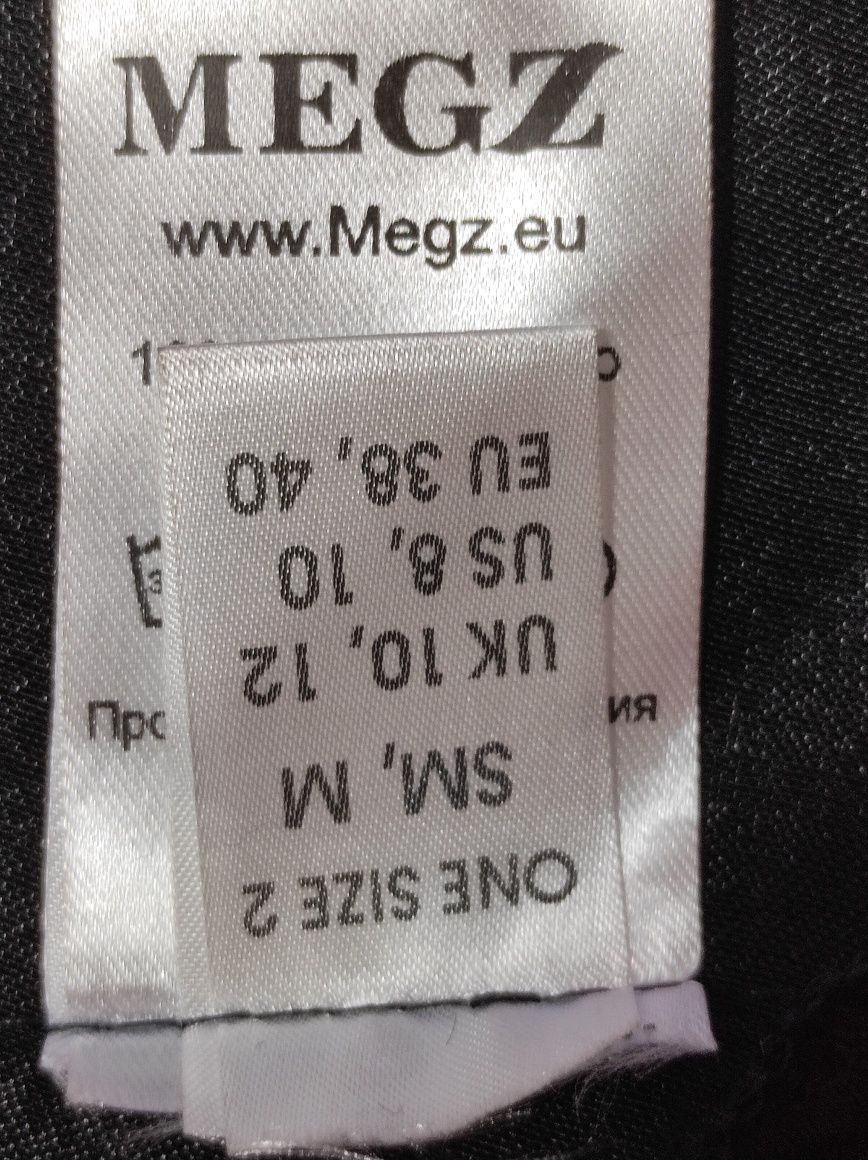 MEGZ
www.Megz.eu
ONE SIZE 2
SM, M
UK 10, 12
US 8, 10
EU 38, 40